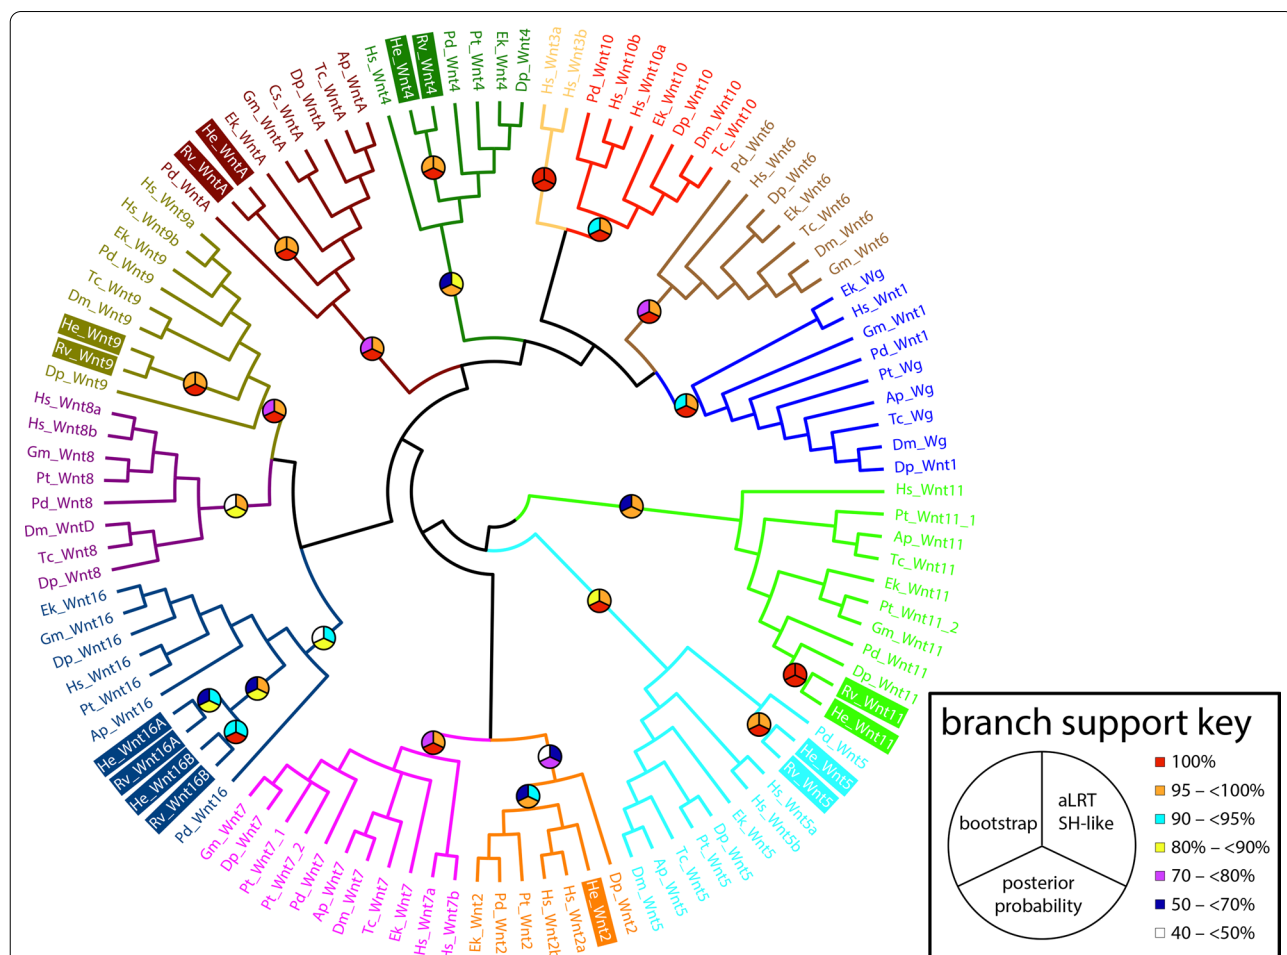 Hs_Wnt4
He_Wnt4
Rv_Wnt4
Pd_Wnt4
Pt_Wnt4
Ek_Wnt4
Dp_Wnt4
Hs_Wnt3a
Hs_Wnt3b
Pd_Wnt10
Hs_Wnt10b
Hs_Wnt10a
Ek_Wnt10
Dp_Wnt10
Dm_Wnt10
Tc_Wnt10
Pd_Wnt6
Hs_Wnt6
Dp_Wnt6
Ek_Wnt6
Tc_Wnt6
Dm_Wnt6
Gm_Wnt6
Ek_Wg
Hs_Wnt1
Gm_Wnt1
Pd_Wnt1
Pt_Wg
Ap_Wg
Tc_Wg
Dm_Wg
Dp_Wnt1
Hs_Wnt11
Pt_Wnt11_1
Ap_Wnt11
Tc_Wnt11
Ek_Wnt11
Pt_Wnt11_2
Gm_Wnt11
Pd_Wnt11
Dp_Wnt11
Rv_Wnt11
He_Wnt11
Pd_Wnt5
He_Wnt5
Rv_Wnt5
Hs_Wnt5a
Hs_Wnt5b
Ek_Wnt5
Dp_Wnt5
Pt_Wnt5
Tc_Wnt5
Ap_Wnt5
Dm_Wnt5
Dp_Wnt2
He_Wnt2
Hs_Wnt2a
Hs_Wnt2b
Pt_Wnt2
Pd_Wnt2
Ek_Wnt2
Hs_Wnt7b
Hs_Wnt7a
Ek_Wnt7
Tc_Wnt7
Dm_Wnt7
Ap_Wnt7
Pd_Wnt7
Pt_Wnt7_2
Pt_Wnt7_1
Dp_Wnt7
Gm_Wnt7
Pd_Wnt16
Rv_Wnt16B
He_Wnt16B
Rv_Wnt16A
He_Wnt16A
Ap_Wnt16
Pt_Wnt16
Hs_Wnt16
Dp_Wnt16
Gm_Wnt16
Ek_Wnt16
Dp_Wnt8
Tc_Wnt8
Dm_WntD
Pd_Wnt8
Pt_Wnt8
Gm_Wnt8
Hs_Wnt8b
Hs_Wnt8a
Dp_Wnt9
Rv_Wnt9
He_Wnt9
Dm_Wnt9
Tc_Wnt9
Pd_Wnt9
Ek_Wnt9
Hs_Wnt9b
Hs_Wnt9a
Pd_WntA
Rv_WntA
He_WntA
Ek_WntA
Gm_WntA
Cs_WntA
Dp_WntA
Tc_WntA
Ap_WntA
branch support key
bootstrap
aLRT
SH-like
posterior
probability
100%
95 – <100%
90 – <95%
80% – <90%
70 – <80%
50 – <70%
40 – <50%